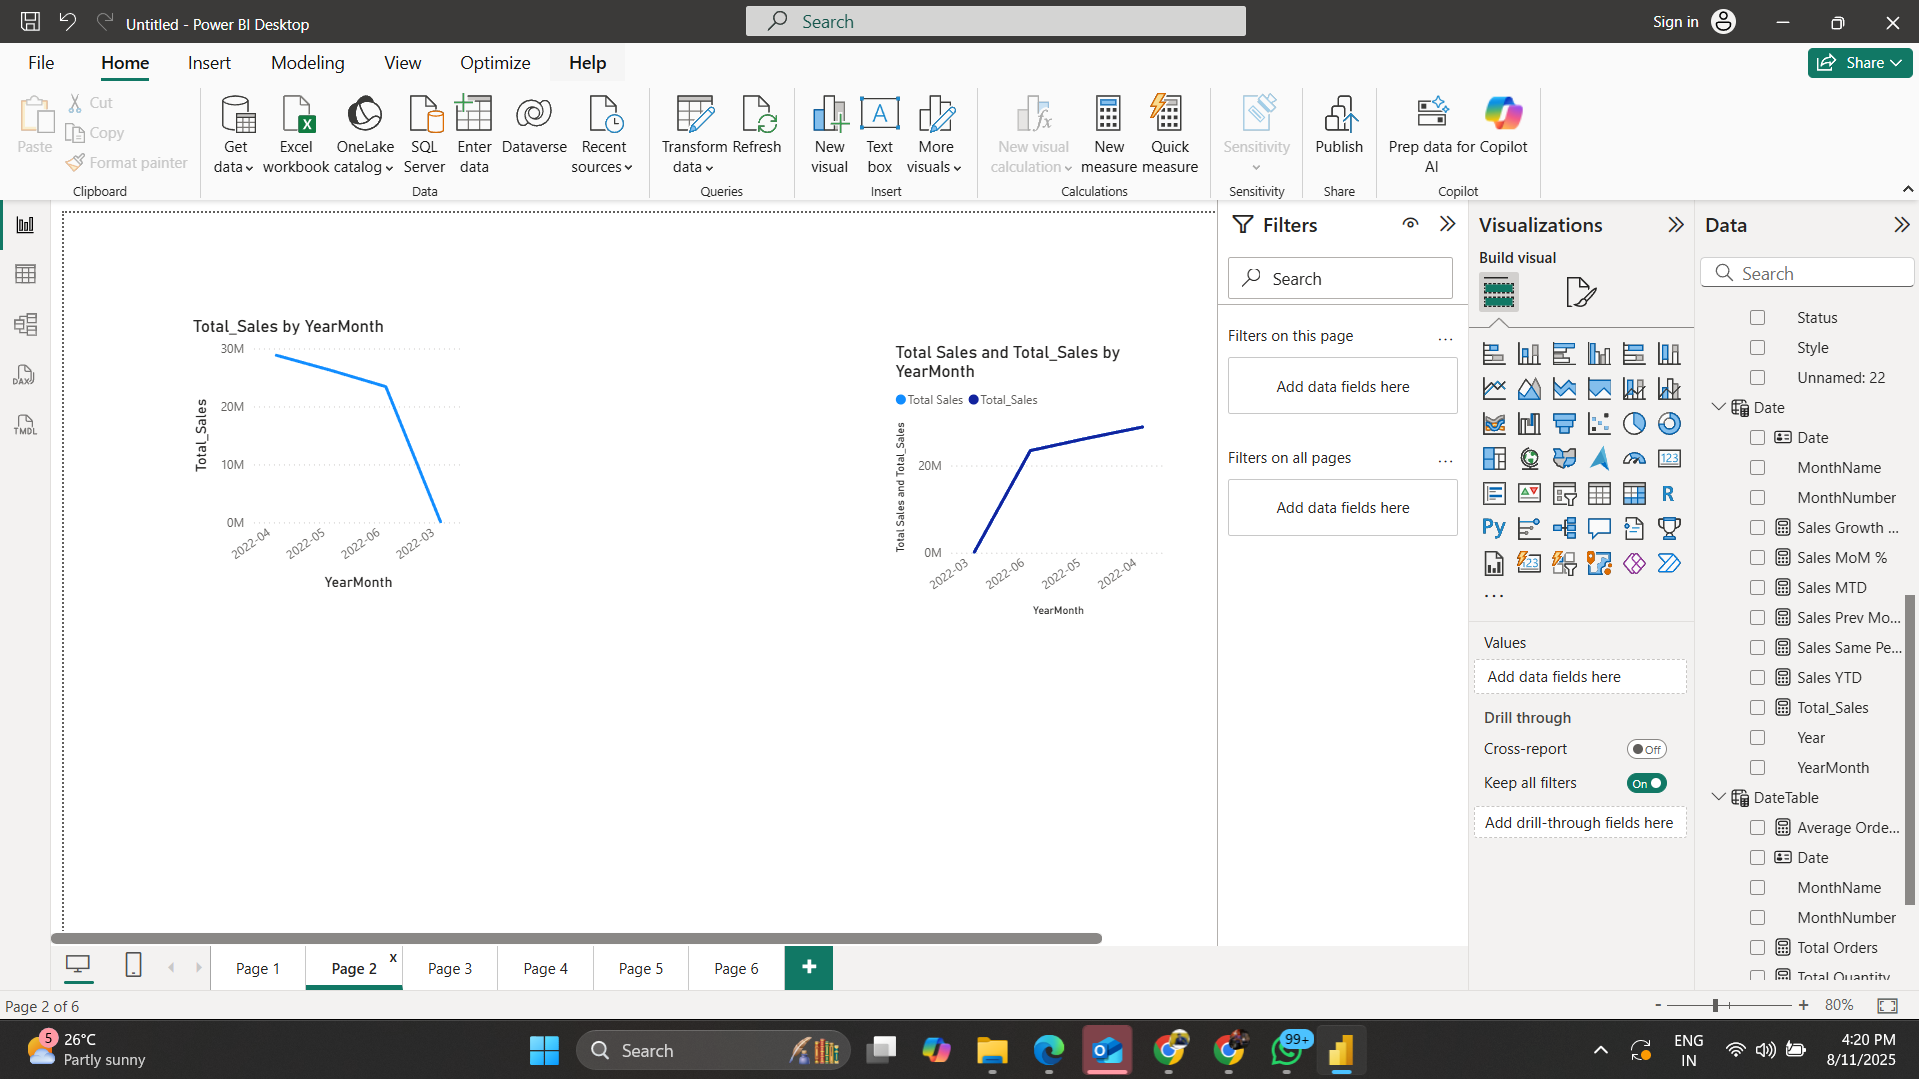 Untitled - Power BI Desktop
Search
Sign in
File
Home
Insert
Modeling
View
Optimize
Help
Share
Paste
Cut
Copy
Format painter
Clipboard
Get data
Excel workbook
OneLake catalog
SQL Server
Enter data
Dataverse
Recent sources
Data
Transform data
Refresh
Queries
New visual
Text box
More visuals
Insert
New visual calculation
New measure
Quick measure
Calculations
Sensitivity
Sensitivity
Publish
Share
Prep data for AI
Copilot
Copilot
Total_Sales by YearMonth
30M
20M
10M
0M
Total_Sales
2022-04
2022-05
2022-06
2022-03
YearMonth
Total Sales and Total_Sales by
YearMonth
Total Sales
Total_Sales
Total Sales and Total_Sales
20M
0M
2022-03
2022-06
2022-05
2022-04
YearMonth
Filters
Search
Filters on this page
...
Add data fields here
Filters on all pages
...
Add data fields here
Visualizations
Build visual
123
R
Py
123
...
Values
Add data fields here
Drill through
Cross-report
Off
Keep all filters
On
Add drill-through fields here
Data
Search
Status
Style
Unnamed: 22
Date
Date
MonthName
MonthNumber
Sales Growth ...
Sales MoM %
Sales MTD
Sales Prev Mo...
Sales Same Pe...
Sales YTD
Total_Sales
Year
YearMonth
DateTable
Average Orde...
Date
MonthName
MonthNumber
Total Orders
Total Quantity
DAX
TMDL
Page 1
Page 2
x
Page 3
Page 4
Page 5
Page 6
+
Page 2 of 6
-
+
80%
5
26°C
Partly sunny
Search
99+
ENG
IN
4:20 PM
8/11/2025